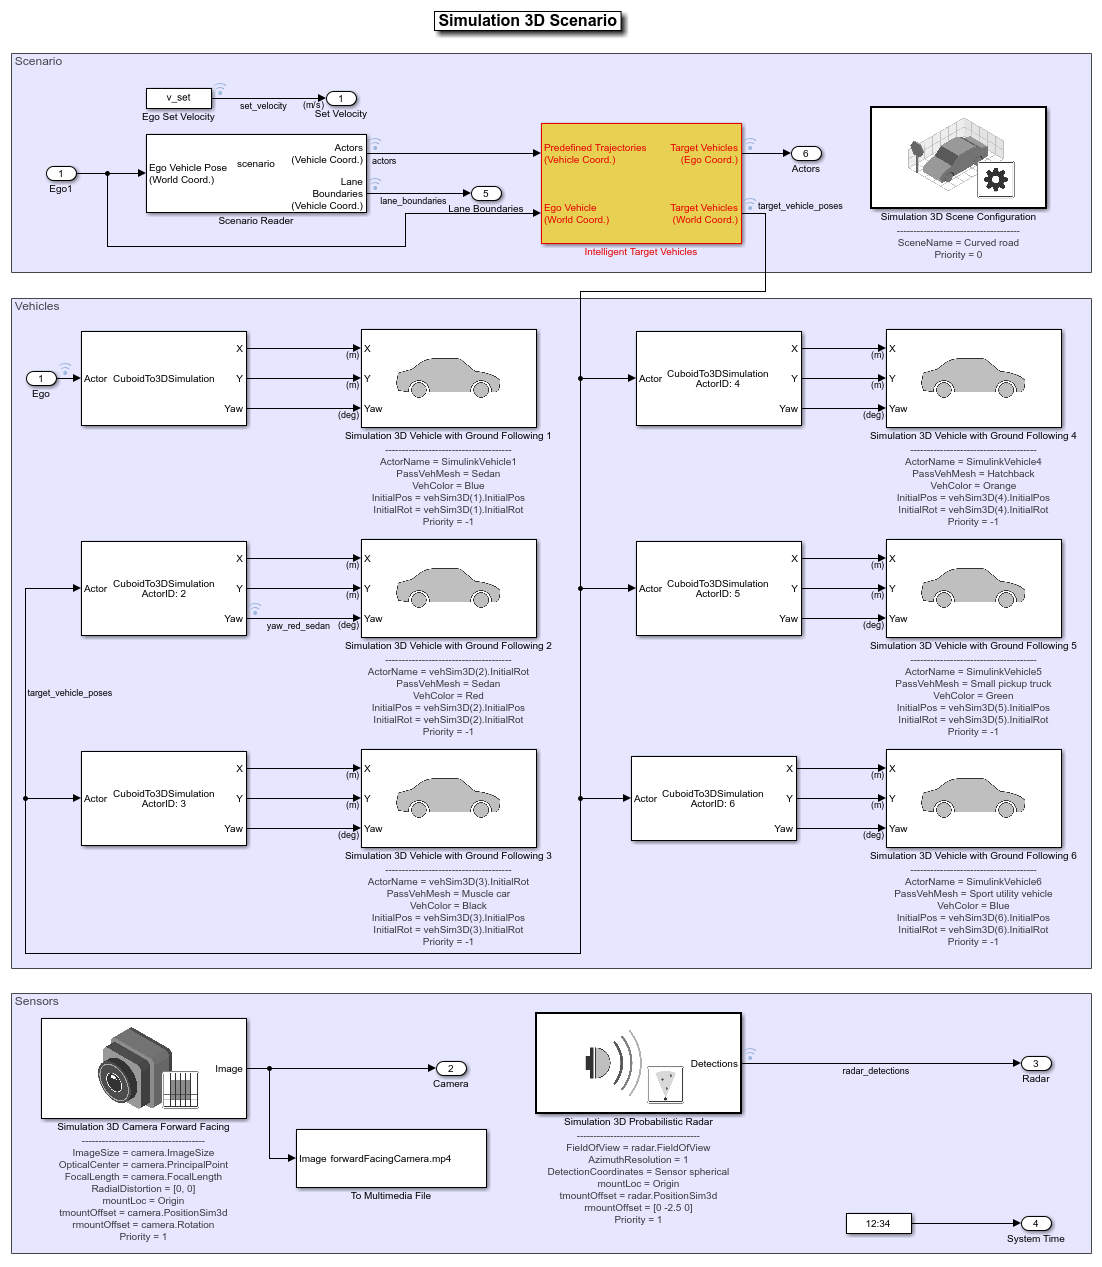 Simulation 3D Scenario
Scenario
v_set
Ego Set Velocity
set_velocity
(m/s)
1
Set Velocity
1
Ego1
Ego Vehicle Pose
(World Coord.)
scenario
Actors
(Vehicle Coord.)
Lane
Boundaries
(Vehicle Coord.)
Scenario Reader
actors
lane_boundaries
5
Lane Boundaries
Predefined Trajectories
(Vehicle Coord.)
Ego Vehicle
(World Coord.)
Target Vehicles
(Ego Coord.)
Target Vehicles
(World Coord.)
Intelligent Target Vehicles
6
Actors
target_vehicle_poses
Simulation 3D Scene Configuration
-------------------------------------
SceneName = Curved road
Priority = 0
Vehicles
1
Ego
Actor
CuboidTo3DSimulation
X
Y
Yaw
(m)
(m)
(deg)
X
Y
Yaw
Simulation 3D Vehicle with Ground Following 1
--------------------------------------
ActorName = SimulinkVehicle1
PassVehMesh = Sedan
VehColor = Blue
InitialPos = vehSim3D(1).InitialPos
InitialRot = vehSim3D(1).InitialRot
Priority = -1
Actor
CuboidTo3DSimulation
ActorID: 4
X
Y
Yaw
(m)
(m)
(deg)
X
Y
Yaw
Simulation 3D Vehicle with Ground Following 4
--------------------------------------
ActorName = SimulinkVehicle4
PassVehMesh = Hatchback
VehColor = Orange
InitialPos = vehSim3D(4).InitialPos
InitialRot = vehSim3D(4).InitialRot
Priority = -1
Actor
CuboidTo3DSimulation
ActorID: 2
X
Y
Yaw
yaw_red_sedan
(m)
(m)
(deg)
X
Y
Yaw
Simulation 3D Vehicle with Ground Following 2
--------------------------------------
ActorName = vehSim3D(2).InitialRot
PassVehMesh = Sedan
VehColor = Red
InitialPos = vehSim3D(2).InitialPos
InitialRot = vehSim3D(2).InitialRot
Priority = -1
Actor
CuboidTo3DSimulation
ActorID: 5
X
Y
Yaw
(m)
(m)
(deg)
X
Y
Yaw
Simulation 3D Vehicle with Ground Following 5
--------------------------------------
ActorName = SimulinkVehicle5
PassVehMesh = Small pickup truck
VehColor = Green
InitialPos = vehSim3D(5).InitialPos
InitialRot = vehSim3D(5).InitialRot
Priority = -1
target_vehicle_poses
Actor
CuboidTo3DSimulation
ActorID: 3
X
Y
Yaw
(m)
(m)
(deg)
X
Y
Yaw
Simulation 3D Vehicle with Ground Following 3
--------------------------------------
ActorName = vehSim3D(3).InitialRot
PassVehMesh = Muscle car
VehColor = Black
InitialPos = vehSim3D(3).InitialPos
InitialRot = vehSim3D(3).InitialRot
Priority = -1
Actor
CuboidTo3DSimulation
ActorID: 6
X
Y
Yaw
(m)
(m)
(deg)
X
Y
Yaw
Simulation 3D Vehicle with Ground Following 6
--------------------------------------
ActorName = SimulinkVehicle6
PassVehMesh = Sport utility vehicle
VehColor = Blue
InitialPos = vehSim3D(6).InitialPos
InitialRot = vehSim3D(6).InitialRot
Priority = -1
Sensors
Image
Simulation 3D Camera Forward Facing
-------------------------------------
ImageSize = camera.ImageSize
OpticalCenter = camera.PrincipalPoint
FocalLength = camera.FocalLength
RadialDistortion = [0, 0]
mountLoc = Origin
tmountOffset = camera.PositionSim3d
rmountOffset = camera.Rotation
Priority = 1
2
Camera
Image
forwardFacingCamera.mp4
To Multimedia File
Detections
Simulation 3D Probabilistic Radar
-------------------------------------
FieldOfView = radar.FieldOfView
AzimuthResolution = 1
DetectionCoordinates = Sensor spherical
mountLoc = Origin
tmountOffset = radar.PositionSim3d
rmountOffset = [0 -2.5 0]
Priority = 1
radar_detections
3
Radar
12:34
4
System Time